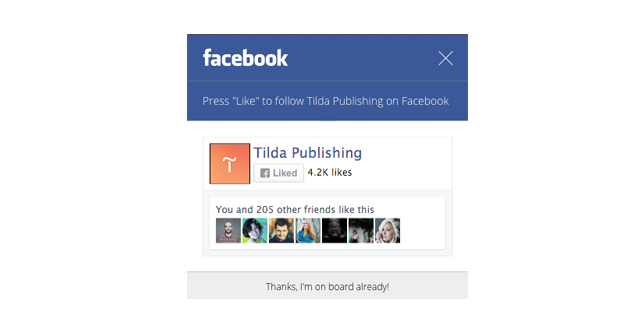 facebook
Press "Like" to follow Tilda Publishing on Facebook
Tilda Publishing
Liked 4.2K likes
You and 205 other friends like this
Thanks, I'm on board already!